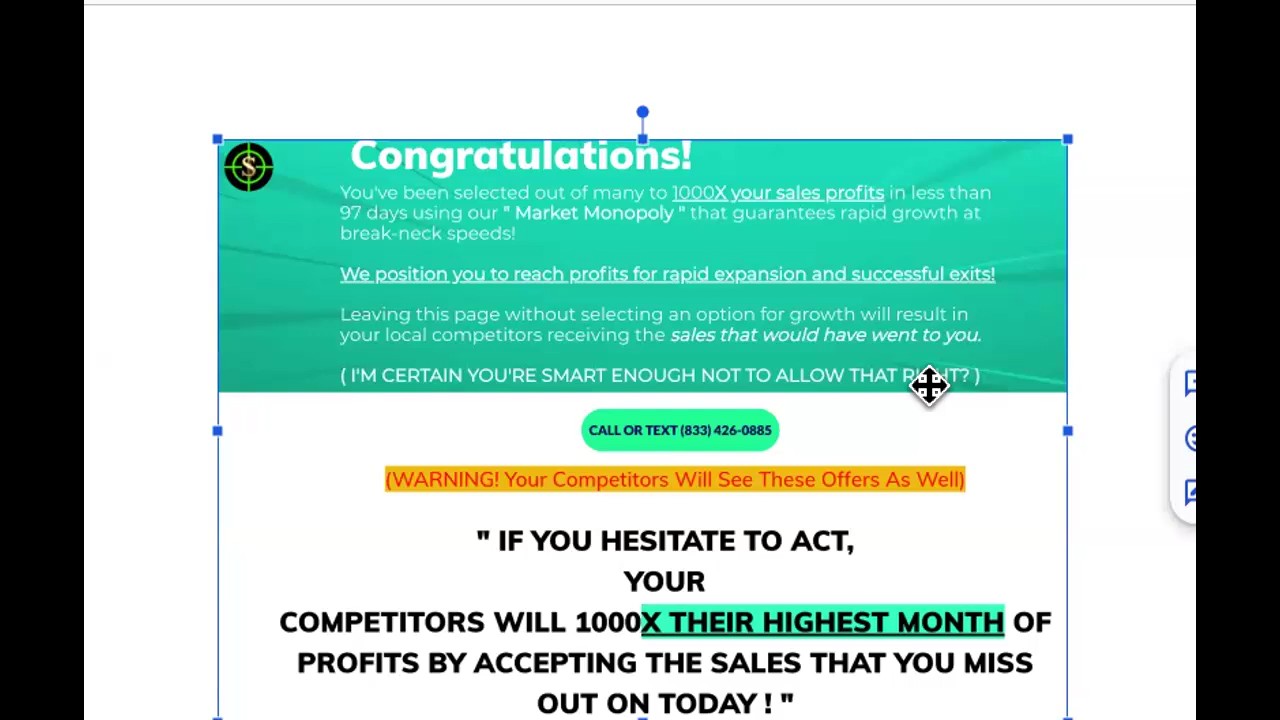 Congratulations!
You've been selected out of many to 1000X your sales profits in less than
97 days using our " Market Monopoly " that guarantees rapid growth at
break-neck speeds!
We position you to reach profits for rapid expansion and successful exits!
Leaving this page without selecting an option for growth will result in
your local competitors receiving the sales that would have went to you.
( I'M CERTAIN YOU'RE SMART ENOUGH NOT TO ALLOW THAT RIGHT? )
CALL OR TEXT (833) 426-0885
(WARNING! Your Competitors Will See These Offers As Well)
" IF YOU HESITATE TO ACT,
YOUR
COMPETITORS WILL 1000X THEIR HIGHEST MONTH OF
PROFITS BY ACCEPTING THE SALES THAT YOU MISS
OUT ON TODAY ! "